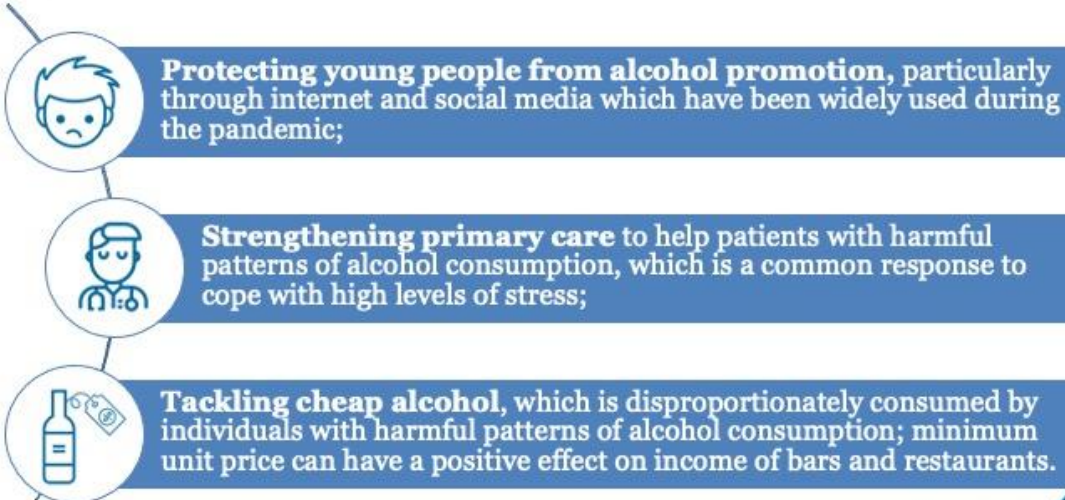 Protecting young people from alcohol promotion, particularly
through internet and social media which have been widely used during
the pandemic;
Strengthening primary care to help patients with harmful
patterns of alcohol consumption, which is a common response to
cope with high levels of stress;
Tackling cheap alcohol, which is disproportionately consumed by
individuals with harmful patterns of alcohol consumption; minimum
unit price can have a positive effect on income of bars and restaurants.